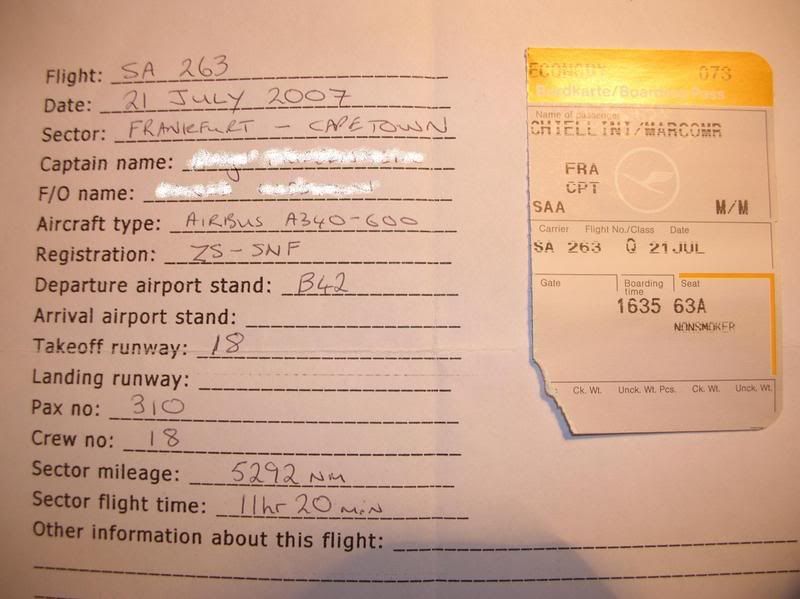 Flight: SA 263
Date: 21 JULY 2007
Sector: FRANKFURT - CAPETOWN
Captain name:
F/O name:
Aircraft type: AIRBUS A340-600
Registration: ZS-SNF
Departure airport stand: B42
Arrival airport stand:
Takeoff runway: 18
Landing runway:
Pax no: 310
Crew no: 18
Sector mileage: 5292 NM
Sector flight time: 11hr 20 MIN
Other information about this flight:
ECONOMY 073
Bordkarte/Boarding Pass
Name of passenger
CHIELLINI/MARCOMR
FRA
CPT
SAA M/M
Carrier Flight No./Class Date
SA 263 Q 21JUL
Gate Boarding time Seat
1635 63A
NONSMOKER
Ck. Wt. Unck. Wt. Pcs. Ck. Wt. Unck. Wt.